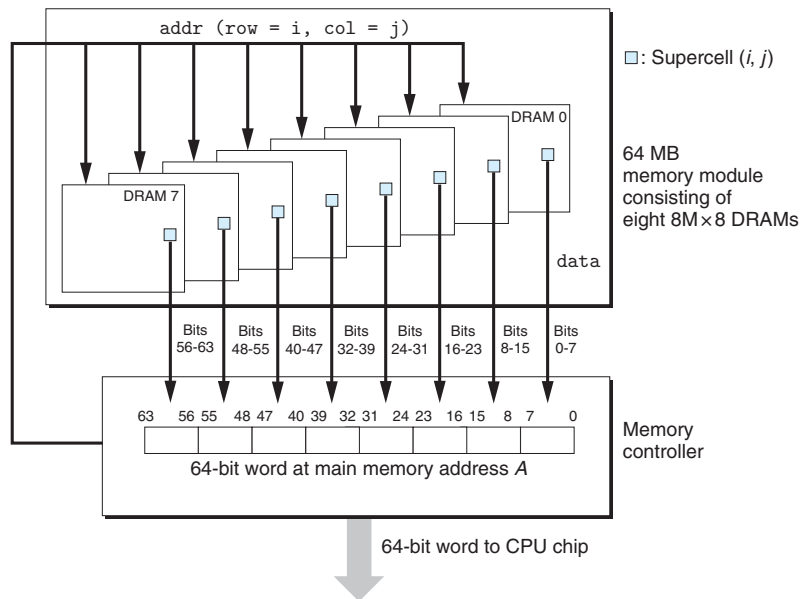 addr (row = i, col = j)
: Supercell (i, j)
DRAM 0
64 MB
memory module
consisting of
eight 8M×8 DRAMs
DRAM 7
data
Bits
56-63
Bits
48-55
Bits
40-47
Bits
32-39
Bits
24-31
Bits
16-23
Bits
8-15
Bits
0-7
63 56 55 48 47 40 39 32 31 24 23 16 15 8 7 0
Memory
controller
64-bit word at main memory address A
64-bit word to CPU chip